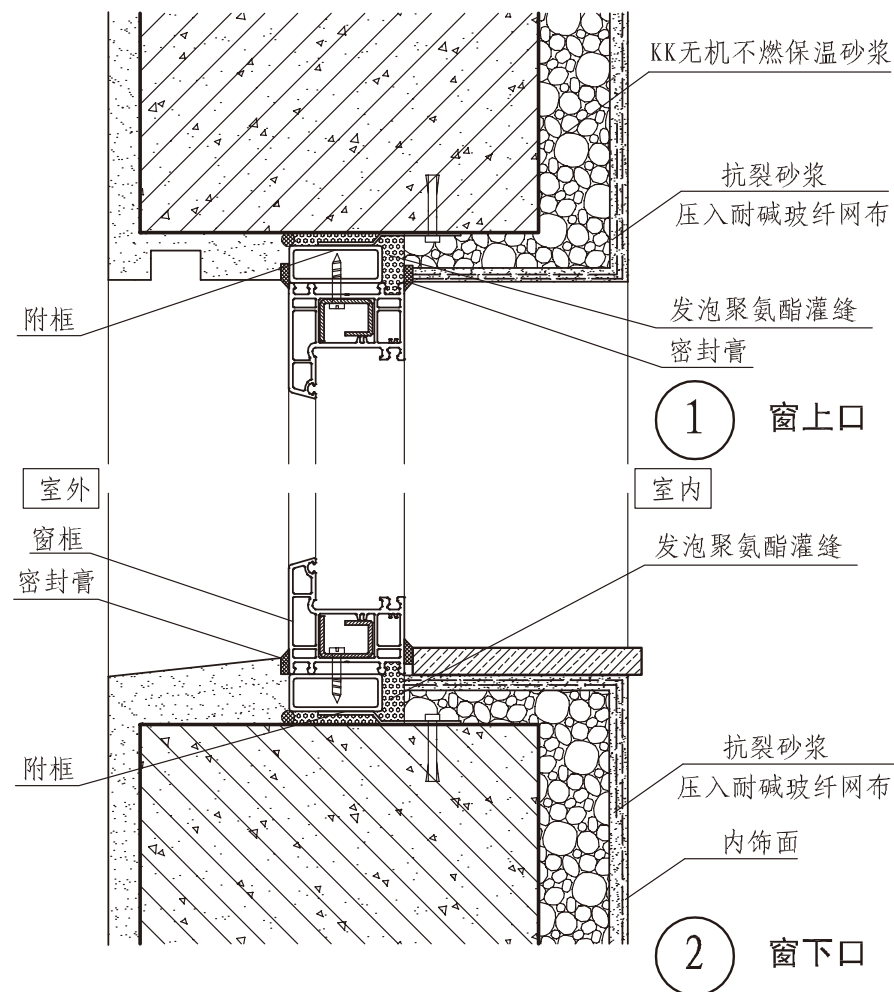 KK无机不燃保温砂浆
抗裂砂浆
压入耐碱玻纤网布
附框
发泡聚氨酯灌缝
密封膏
1 窗上口
室外
室内
窗框
发泡聚氨酯灌缝
密封膏
附框
抗裂砂浆
压入耐碱玻纤网布
内饰面
2 窗下口